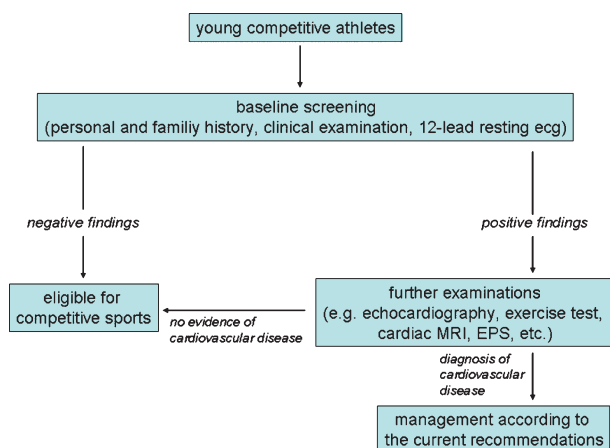 young competitive athletes
baseline screening
(personal and familiy history, clinical examination, 12-lead resting ecg)
negative findings
positive findings
eligible for
competitive sports
no evidence of
cardiovascular disease
further examinations
(e.g. echocardiography, exercise test,
cardiac MRI, EPS, etc.)
diagnosis of
cardiovascular
disease
management according to
the current recommendations